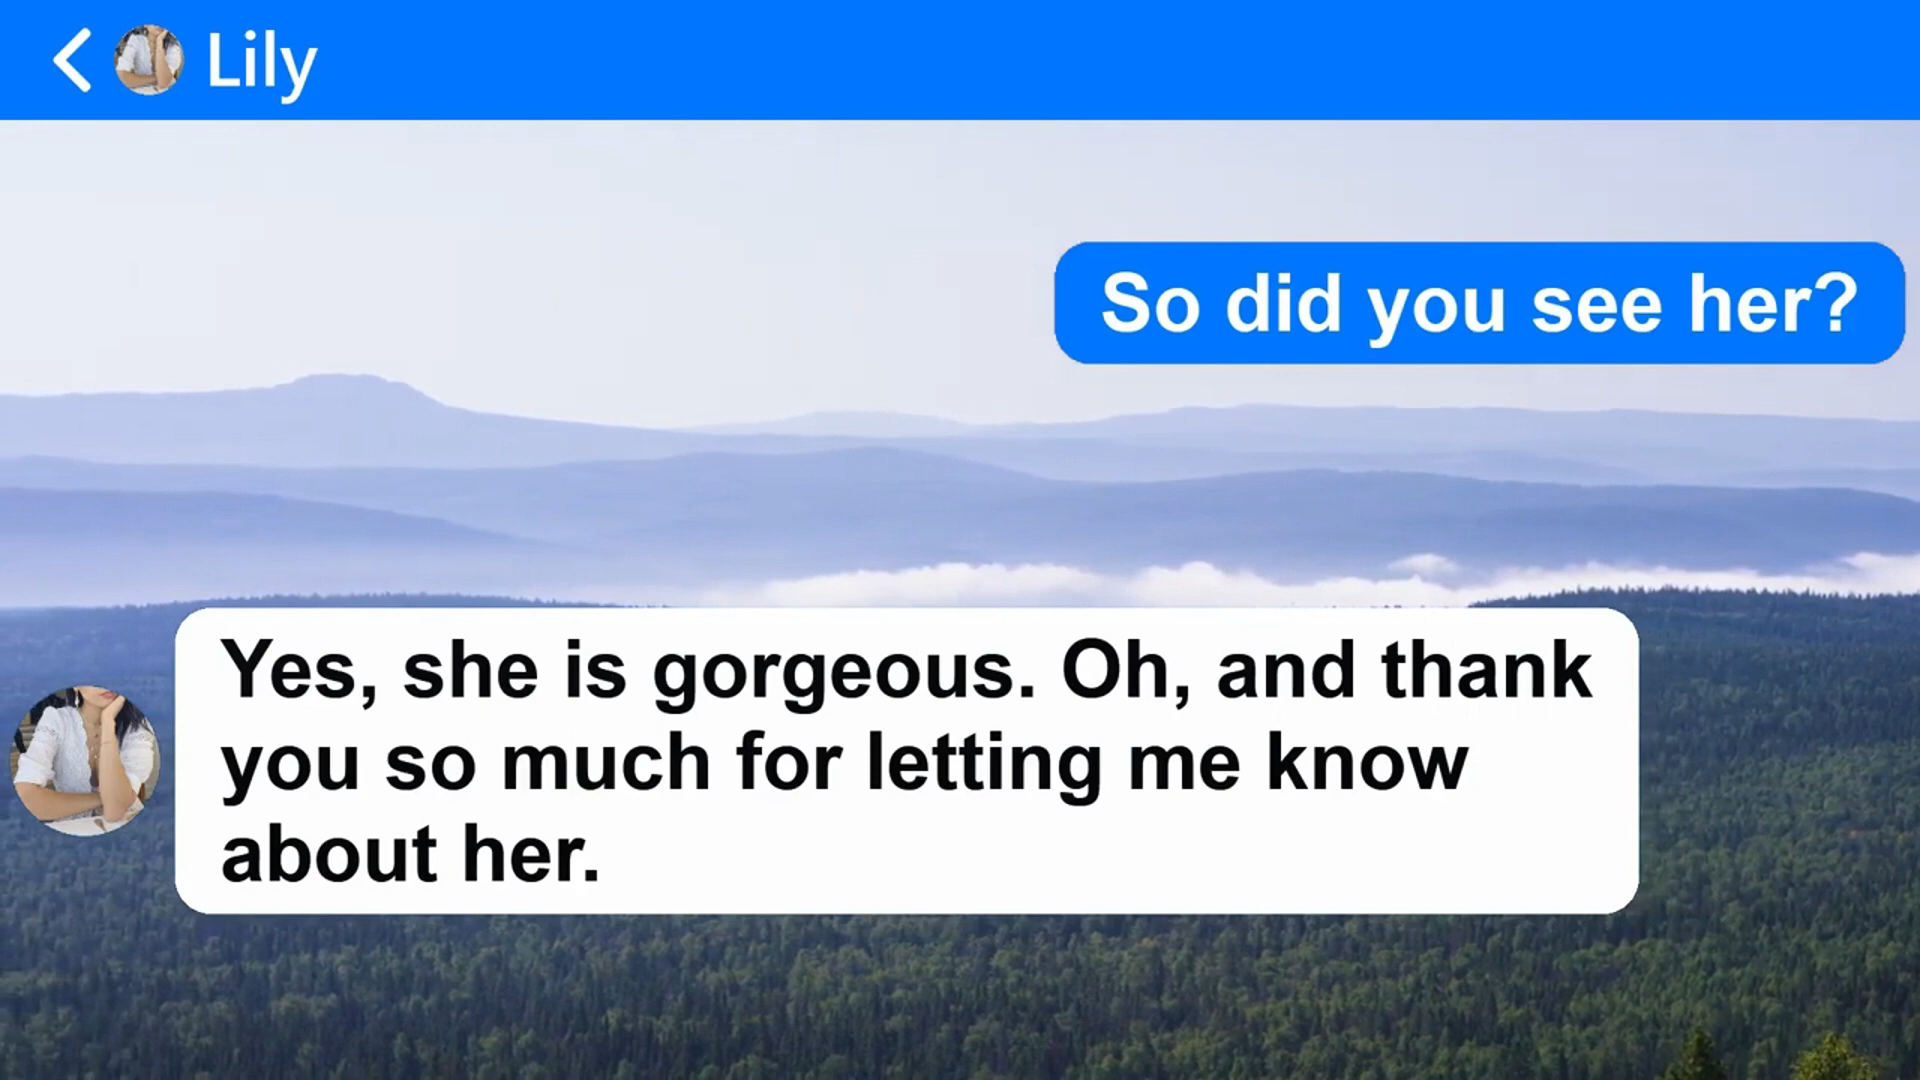 Lily
So did you see her?
Yes, she is gorgeous. Oh, and thank
you so much for letting me know
about her.